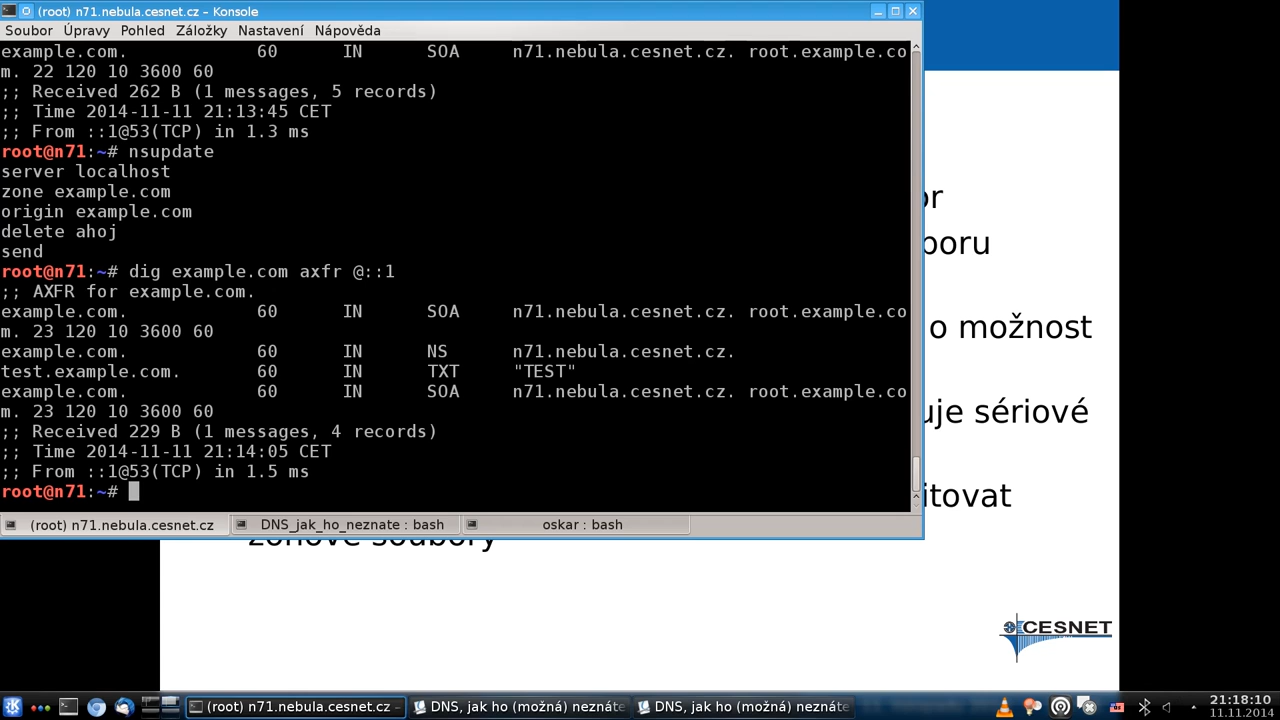 (root) n71.nebula.cesnet.cz – Konsole
Soubor Úpravy Pohled Záložky Nastavení Nápověda
example.com. 60 IN SOA n71.nebula.cesnet.cz. root.example.co
m. 22 120 10 3600 60
;; Received 262 B (1 messages, 5 records)
;; Time 2014-11-11 21:13:45 CET
;; From ::1@53(TCP) in 1.3 ms
root@n71:~# nsupdate
server localhost
zone example.com
origin example.com
delete ahoj
send
root@n71:~# dig example.com axfr @::1
;; AXFR for example.com.
example.com. 60 IN SOA n71.nebula.cesnet.cz. root.example.co
m. 23 120 10 3600 60
example.com. 60 IN NS n71.nebula.cesnet.cz.
test.example.com. 60 IN TXT "TEST"
example.com. 60 IN SOA n71.nebula.cesnet.cz. root.example.co
m. 23 120 10 3600 60
;; Received 229 B (1 messages, 4 records)
;; Time 2014-11-11 21:14:05 CET
;; From ::1@53(TCP) in 1.5 ms
root@n71:~#
(root) n71.nebula.cesnet.cz DNS_jak_ho_neznate : bash oskar : bash
or
boru
o možnost
uje sériové
itovat
zónové soubory
CESNET
(root) n71.nebula.cesnet.cz – DNS, jak ho (možná) neznáte DNS, jak ho (možná) neznáte
21:18:10
11.11.2014